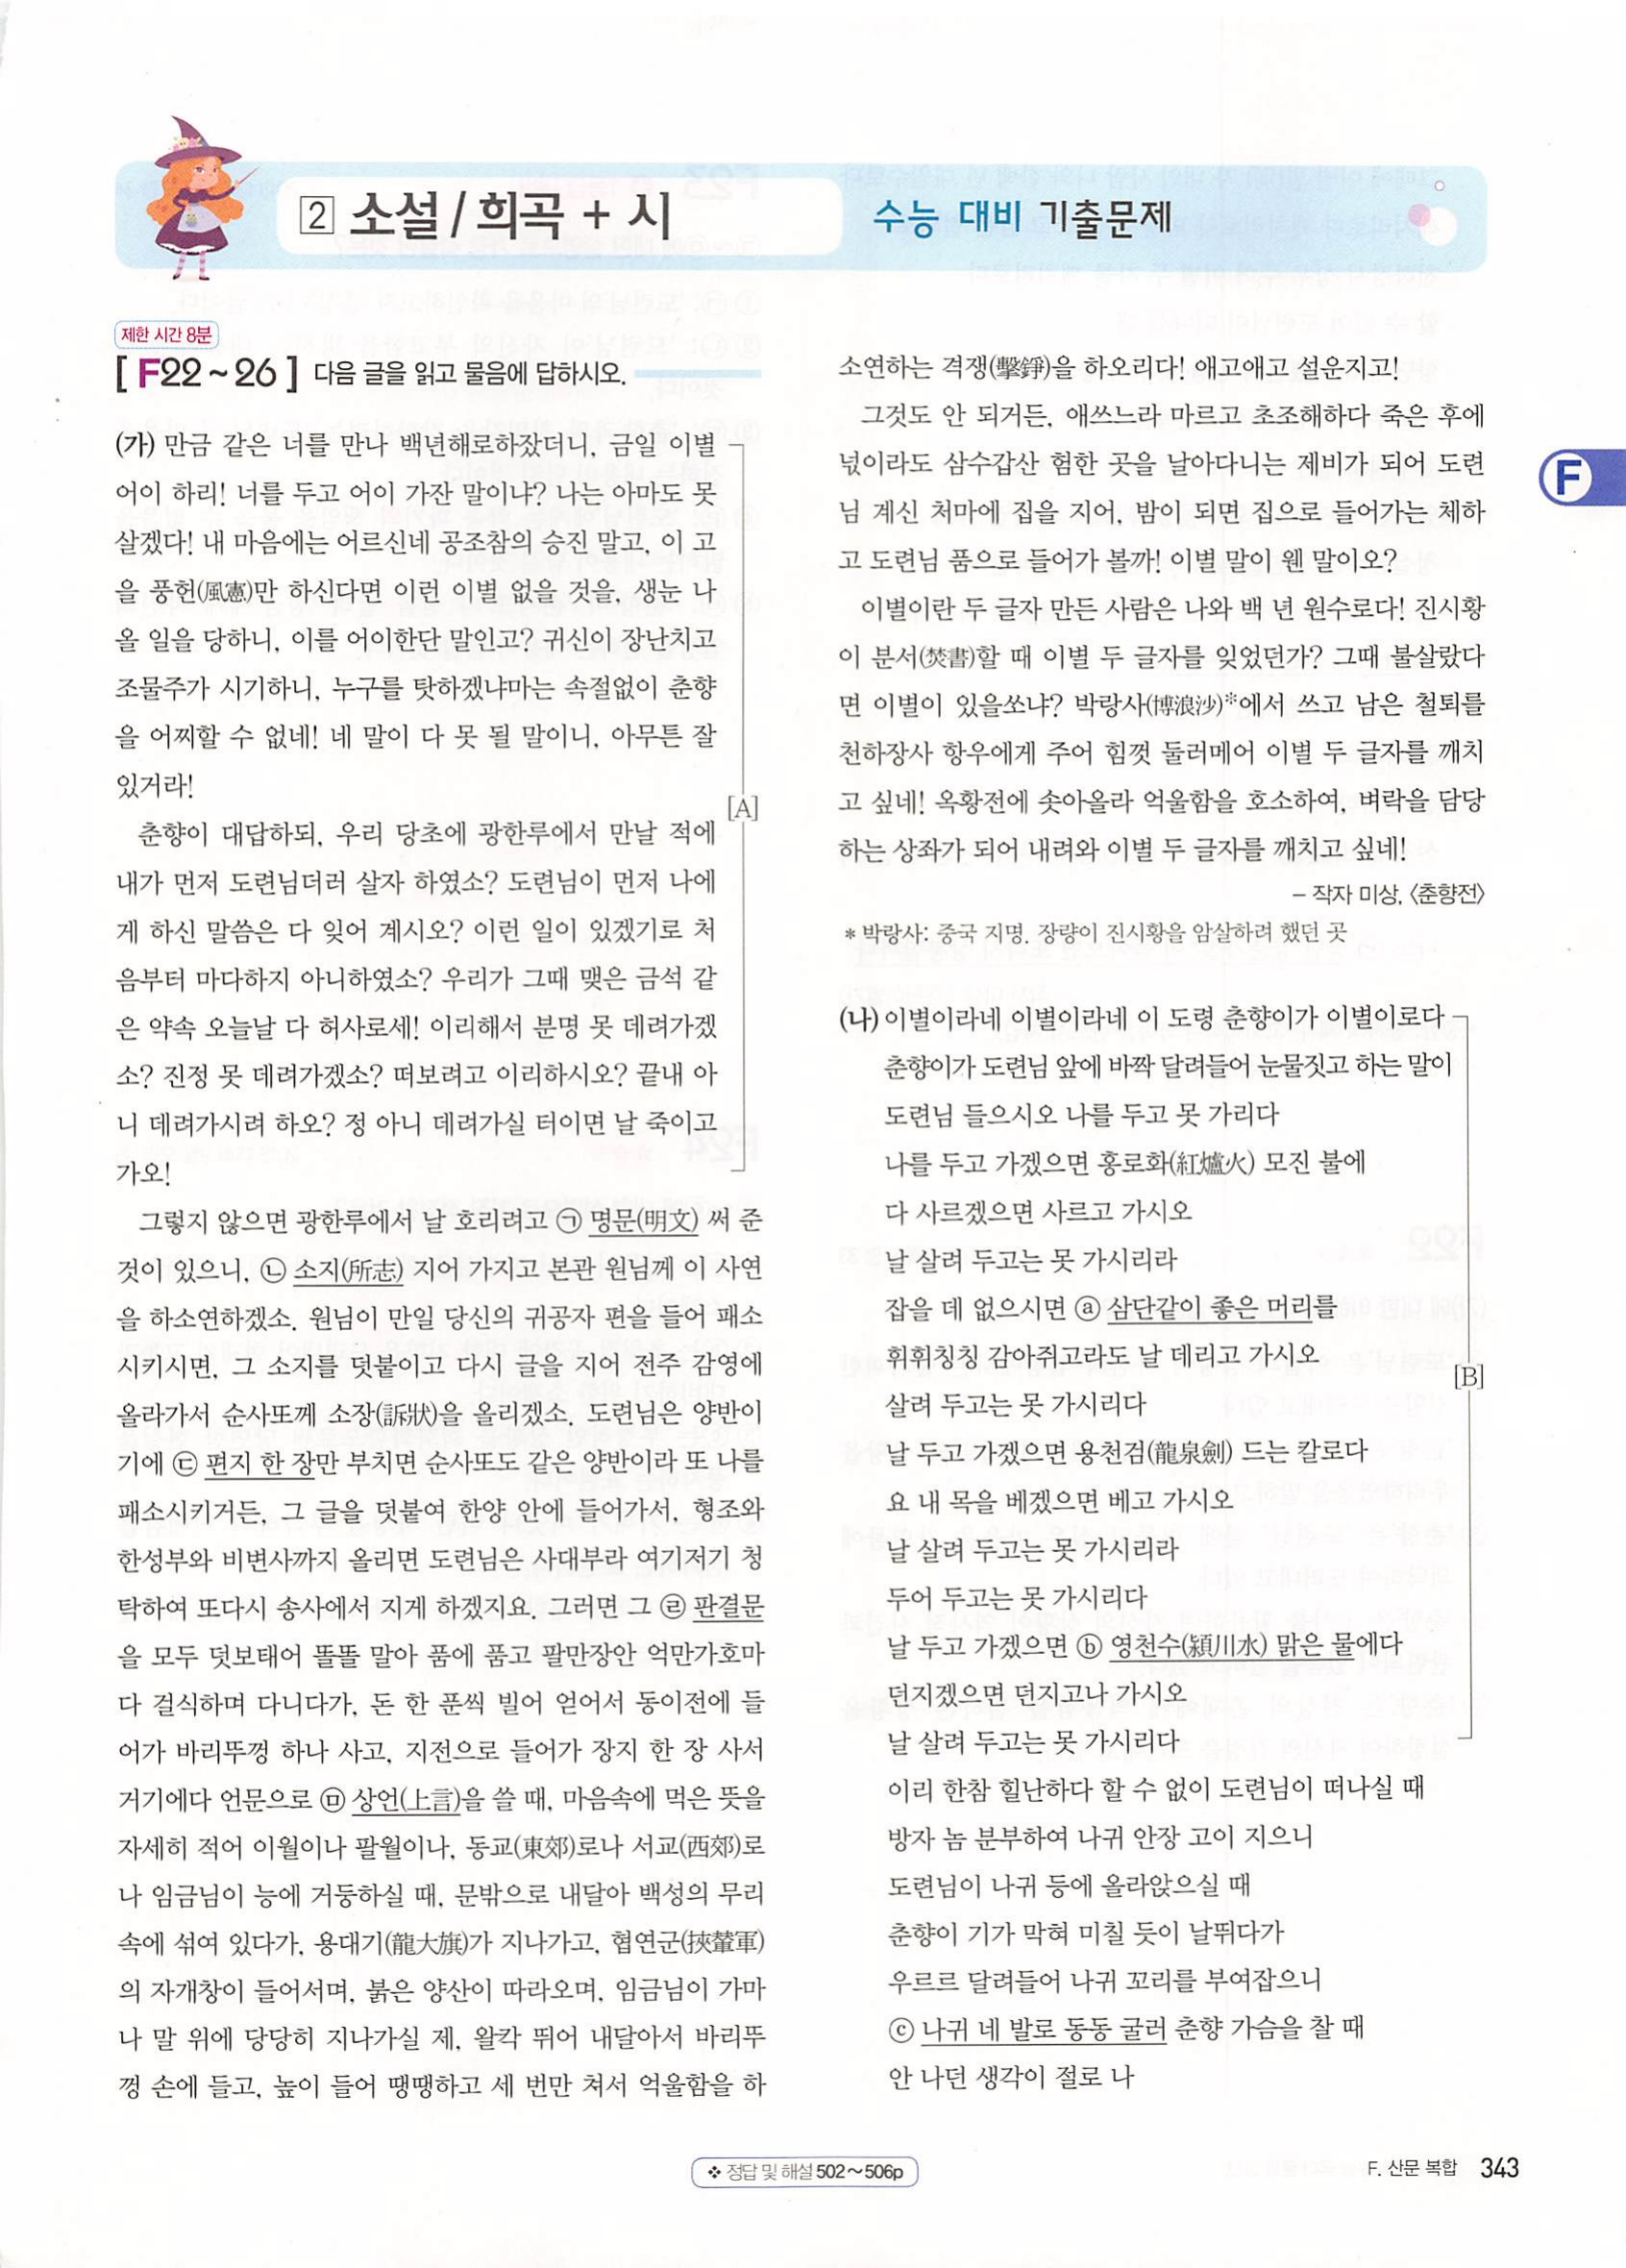 2 소설 / 희곡 + 시
수능 대비 기출문제
제한 시간 8분
[ F22 ~ 26 ] 다음 글을 읽고 물음에 답하시오.
(가) 만금 같은 너를 만나 백년해로하잤더니, 금일 이별
어이 하리! 너를 두고 어이 가잔 말이냐? 나는 아마도 못
살겠다! 내 마음에는 어르신네 공조참의 승진 말고, 이 고
을 풍헌(風憲)만 하신다면 이런 이별 없을 것을, 생눈 나
올 일을 당하니, 이를 어이한단 말인고? 귀신이 장난치고
조물주가 시기하니, 누구를 탓하겠냐마는 속절없이 춘향
을 어찌할 수 없네! 네 말이 다 못 될 말이니, 아무튼 잘
있거라!
춘향이 대답하되, 우리 당초에 광한루에서 만날 적에
내가 먼저 도련님더러 살자 하였소? 도련님이 먼저 나에
게 하신 말씀은 다 잊어 계시오? 이런 일이 있겠기로 처
음부터 마다하지 아니하였소? 우리가 그때 맺은 금석 같
은 약속 오늘날 다 허사로세! 이리해서 분명 못 데려가겠
소? 진정 못 데려가겠소? 떠보려고 이리하시오? 끝내 아
니 데려가시려 하오? 정 아니 데려가실 터이면 날 죽이고
가오!
[A]
그렇지 않으면 광한루에서 날 호리려고 ㉠ 명문(明文) 써 준
것이 있으니, ㉡ 소지(所志) 지어 가지고 본관 원님께 이 사연
을 하소연하겠소. 원님이 만일 당신의 귀공자 편을 들어 패소
시키시면, 그 소지를 덧붙이고 다시 글을 지어 전주 감영에
올라가서 순사또께 소장(訴狀)을 올리겠소. 도련님은 양반이
기에 ㉢ 편지 한 장만 부치면 순사또도 같은 양반이라 또 나를
패소시키거든, 그 글을 덧붙여 한양 안에 들어가서, 형조와
한성부와 비변사까지 올리면 도련님은 사대부라 여기저기 청
탁하여 또다시 송사에서 지게 하겠지요. 그러면 그 ㉣ 판결문
을 모두 덧보태어 똘똘 말아 품에 품고 팔만장안 억만가호마
다 걸식하며 다니다가, 돈 한 푼씩 빌어 얻어서 동이전에 들
어가 바리뚜껑 하나 사고, 지전으로 들어가 장지 한 장 사서
거기에다 언문으로 ㉤ 상언(上言)을 쓸 때, 마음속에 먹은 뜻을
자세히 적어 이월이나 팔월이나, 동교(東郊)로나 서교(西郊)로
나 임금님이 능에 거둥하실 때, 문밖으로 내달아 백성의 무리
속에 섞여 있다가, 용대기(龍大旗)가 지나가고, 협연군(挾輦軍)
의 자개창이 들어서며, 붉은 양산이 따라오며, 임금님이 가마
나 말 위에 당당히 지나가실 제, 왈칵 뛰어 내달아서 바리뚜
껑 손에 들고, 높이 들어 땡땡하고 세 번만 쳐서 억울함을 하
소연하는 격쟁(擊錚)을 하오리다! 애고애고 설운지고!
그것도 안 되거든, 애쓰느라 마르고 초조해하다 죽은 후에
넋이라도 삼수갑산 험한 곳을 날아다니는 제비가 되어 도련
님 계신 처마에 집을 지어, 밤이 되면 집으로 들어가는 체하
고 도련님 품으로 들어가 볼까! 이별 말이 웬 말이오?
이별이란 두 글자 만든 사람은 나와 백 년 원수로다! 진시황
이 분서(焚書)할 때 이별 두 글자를 잊었던가? 그때 불살랐다
면 이별이 있을쏘냐? 박랑사(博浪沙)*에서 쓰고 남은 철퇴를
천하장사 항우에게 주어 힘껏 둘러메어 이별 두 글자를 깨치
고 싶네! 옥황전에 솟아올라 억울함을 호소하여, 벼락을 담당
하는 상좌가 되어 내려와 이별 두 글자를 깨치고 싶네!
– 작자 미상, 〈춘향전〉
* 박랑사: 중국 지명. 장량이 진시황을 암살하려 했던 곳
(나) 이별이라네 이별이라네 이 도령 춘향이가 이별이로다
춘향이가 도련님 앞에 바짝 달려들어 눈물짓고 하는 말이
도련님 들으시오 나를 두고 못 가리다
나를 두고 가겠으면 홍로화(紅爐火) 모진 불에
다 사르겠으면 사르고 가시오
날 살려 두고는 못 가시리라
잡을 데 없으시면 ⓐ 삼단같이 좋은 머리를
휘휘칭칭 감아쥐고라도 날 데리고 가시오
살려 두고는 못 가시리다
날 두고 가겠으면 용천검(龍泉劍) 드는 칼로다
요 내 목을 베겠으면 베고 가시오
날 살려 두고는 못 가시리라
두어 두고는 못 가시리다
날 두고 가겠으면 ⓑ 영천수(潁川水) 맑은 물에다
던지겠으면 던지고나 가시오
날 살려 두고는 못 가시리다
[B]
이리 한참 힐난하다 할 수 없이 도련님이 떠나실 때
방자 놈 분부하여 나귀 안장 고이 지으니
도련님이 나귀 등에 올라앉으실 때
춘향이 기가 막혀 미칠 듯이 날뛰다가
우르르 달려들어 나귀 꼬리를 부여잡으니
ⓒ 나귀 네 발로 동동 굴러 춘향 가슴을 찰 때
안 나던 생각이 절로 나
F
❖ 정답 및 해설 502~506p
F. 산문 복합 343